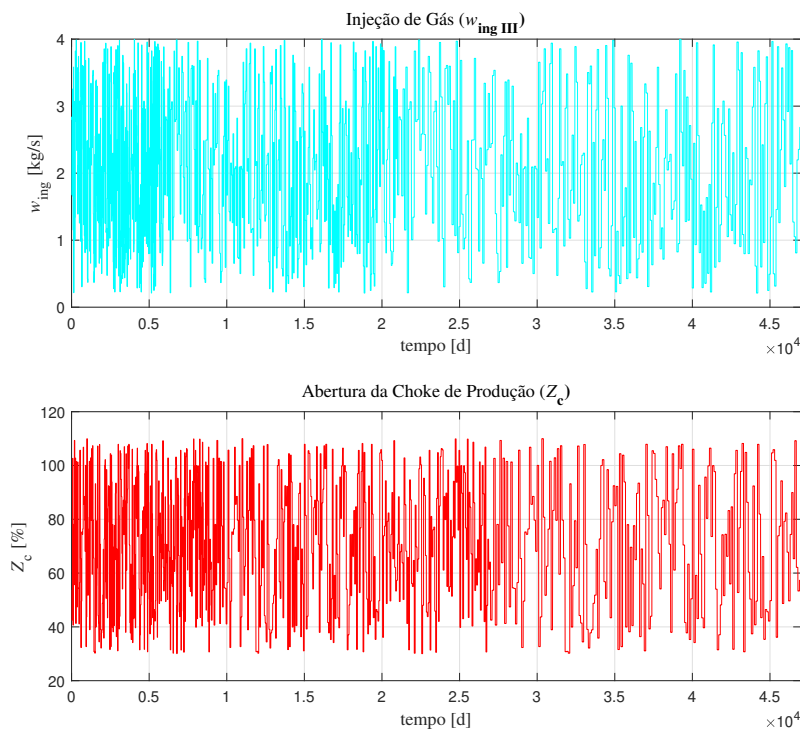 Injeção de Gás (w_ing III)
4
3
2
1
0
w_ing [kg/s]
0 0.5 1 1.5 2 2.5 3 3.5 4 4.5
tempo [d]
×10^4
Abertura da Choke de Produção (Z_c)
120
100
80
60
40
20
Z_c [%]
0 0.5 1 1.5 2 2.5 3 3.5 4 4.5
tempo [d]
×10^4